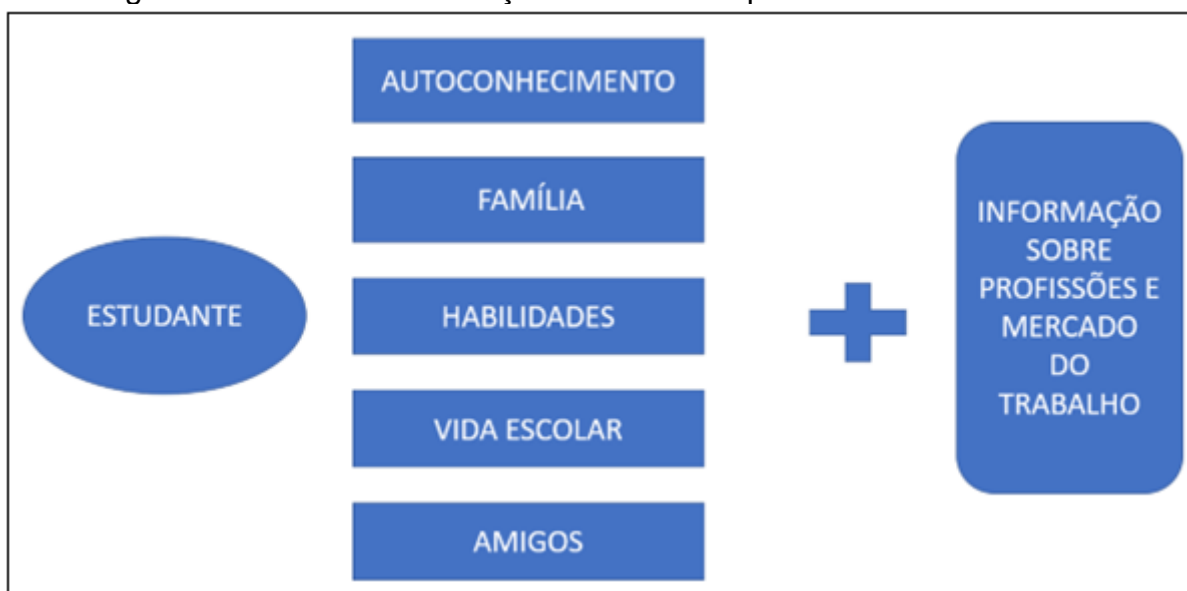 ESTUDANTE
AUTOCONHECIMENTO
FAMÍLIA
HABILIDADES
VIDA ESCOLAR
AMIGOS
INFORMAÇÃO
SOBRE
PROFISSÕES E
MERCADO
DO
TRABALHO